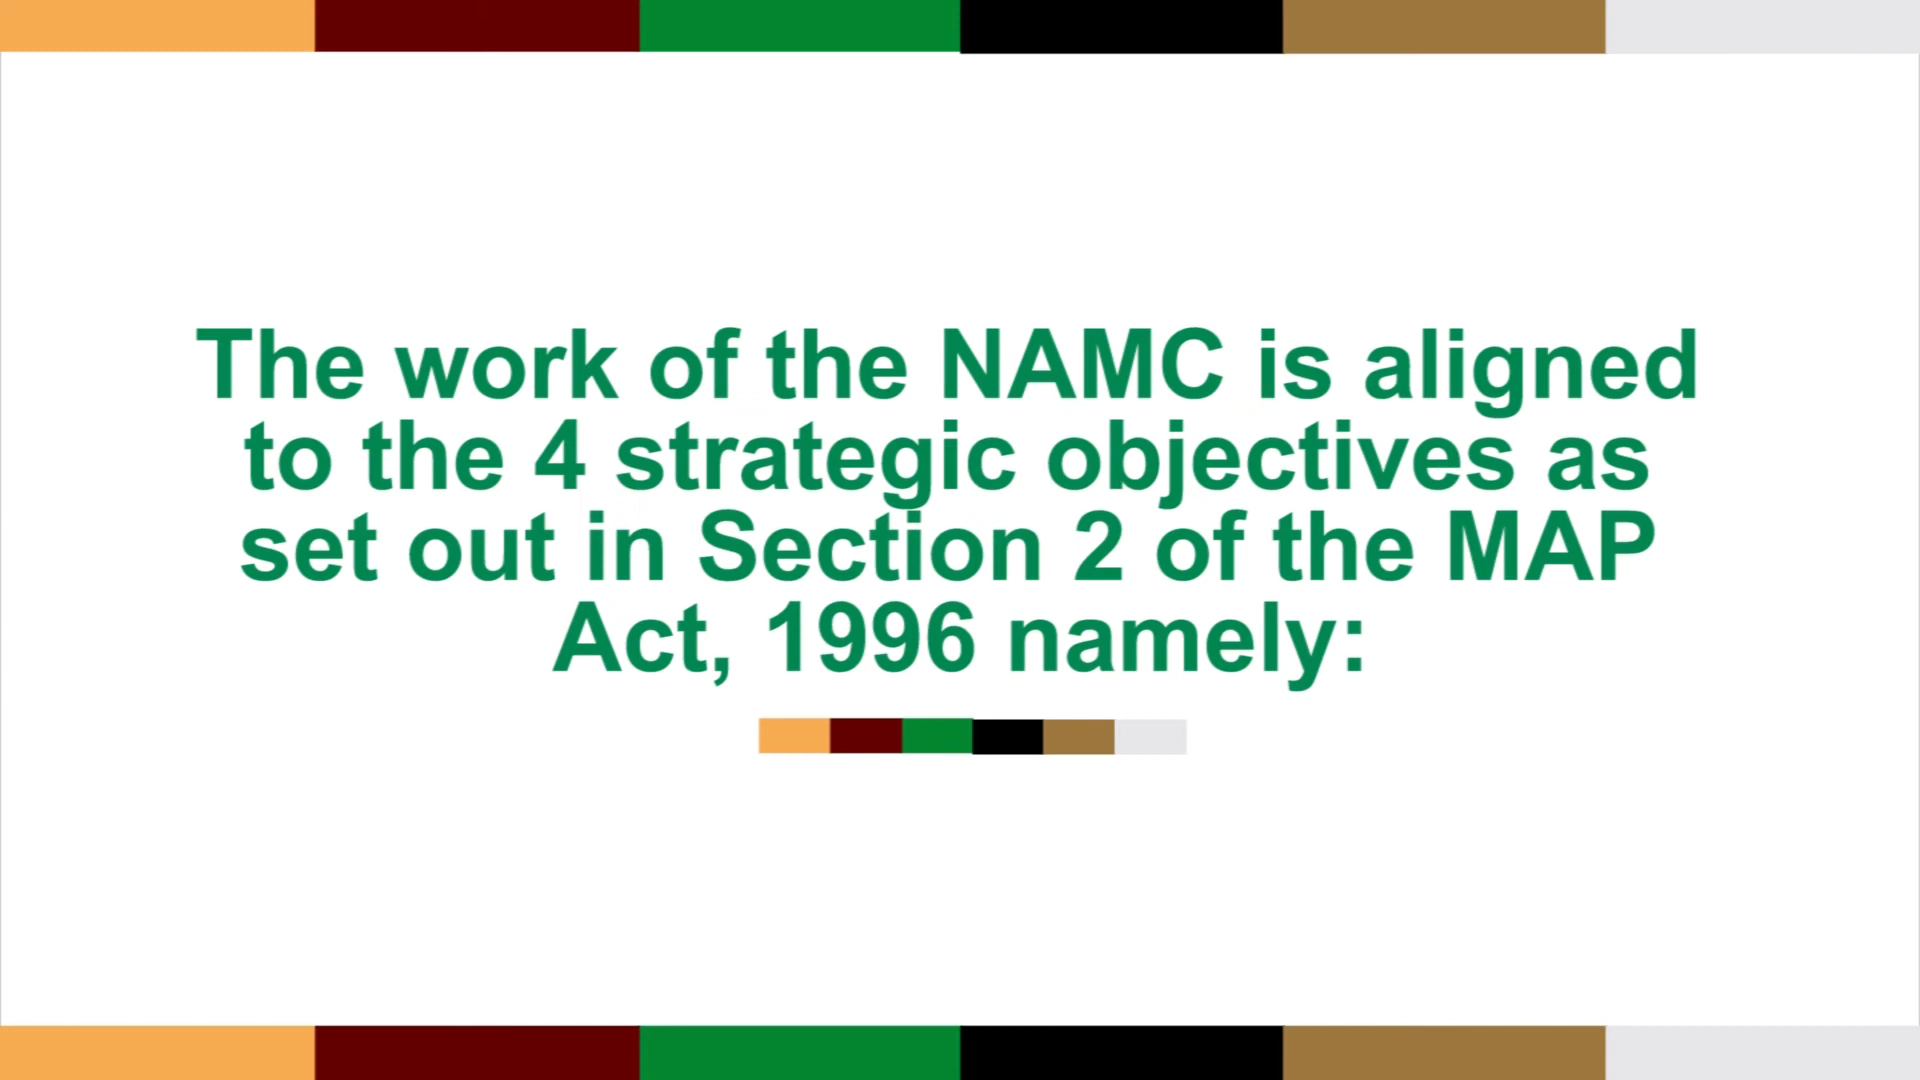 The work of the NAMC is aligned
to the 4 strategic objectives as
set out in Section 2 of the MAP
Act, 1996 namely: